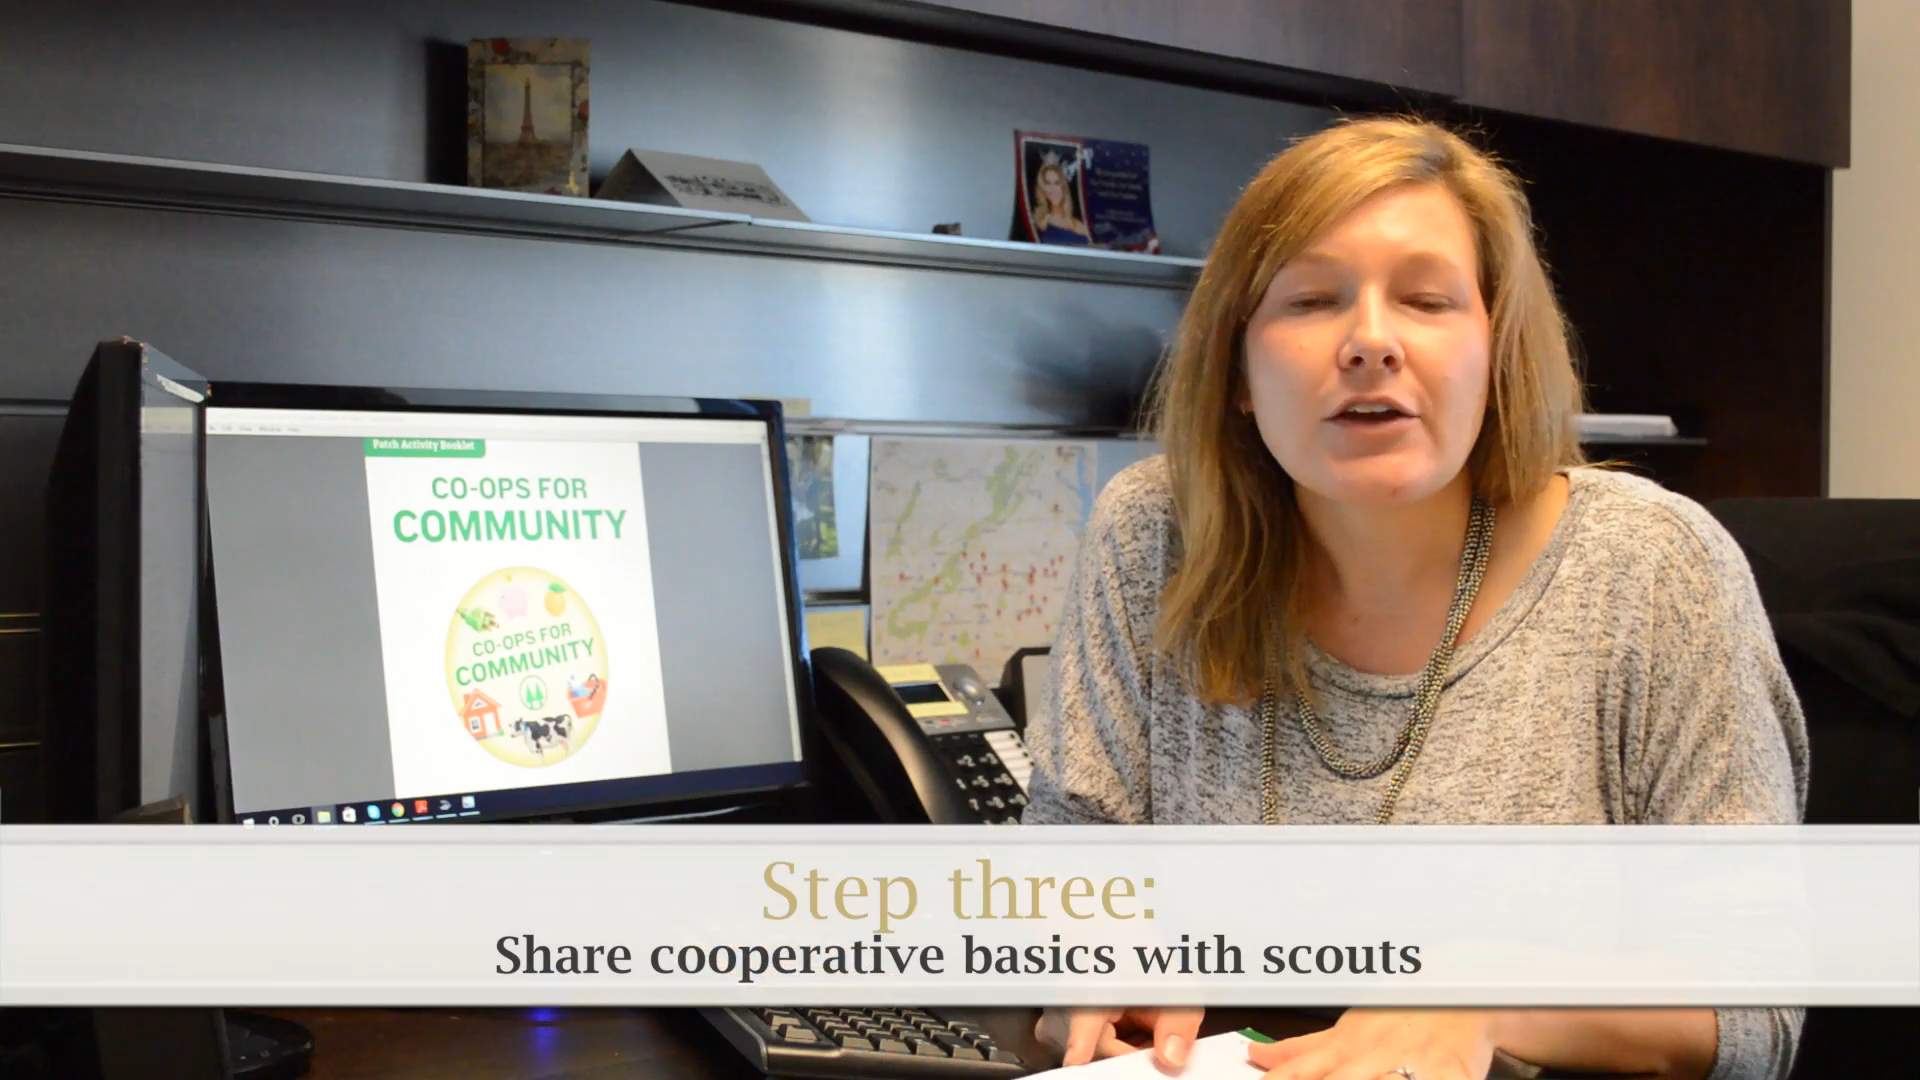 Patch Activity Booklet
CO-OPS FOR
COMMUNITY
CO-OPS FOR
COMMUNITY
Step three:
Share cooperative basics with scouts